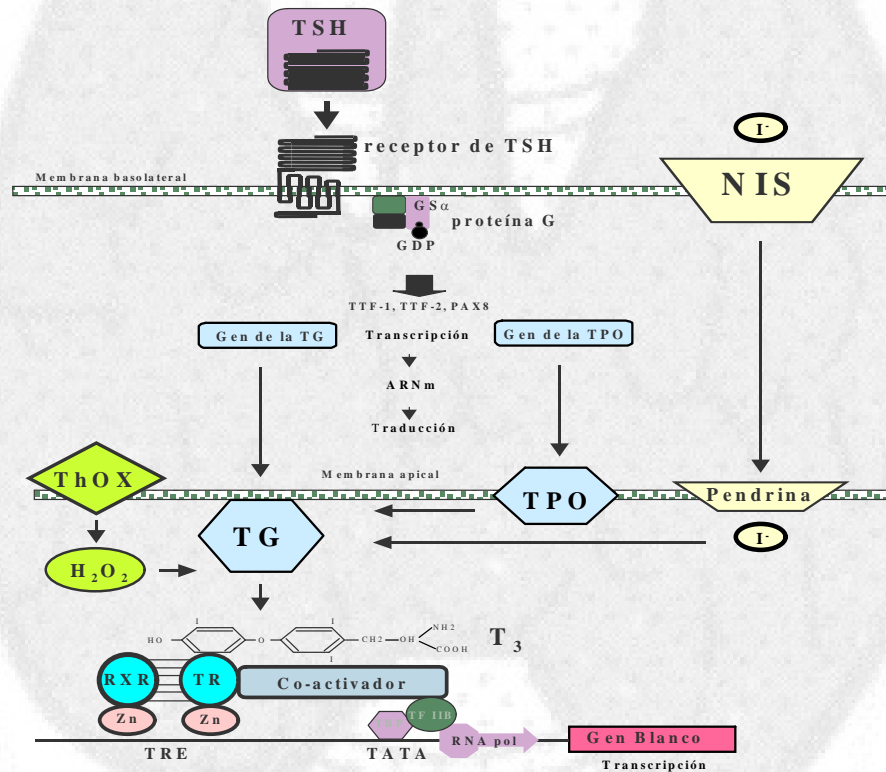 TSH
receptor de TSH
I-
Membrana basolateral
NIS
GSα
proteína G
GDP
TTF-1, TTF-2, PAX8
Gen de la TG
Transcripción
Gen de la TPO
ARNm
Traducción
ThOX
Membrana apical
TPO
Pendrina
TG
I-
H2O2
I
I
NH2
HO
O
CH2
OH
COOH
T3
I
RXR
TR
Co-activador
Zn
Zn
TF IIB
RNA pol
Gen Blanco
TRE
TATA
Transcripción